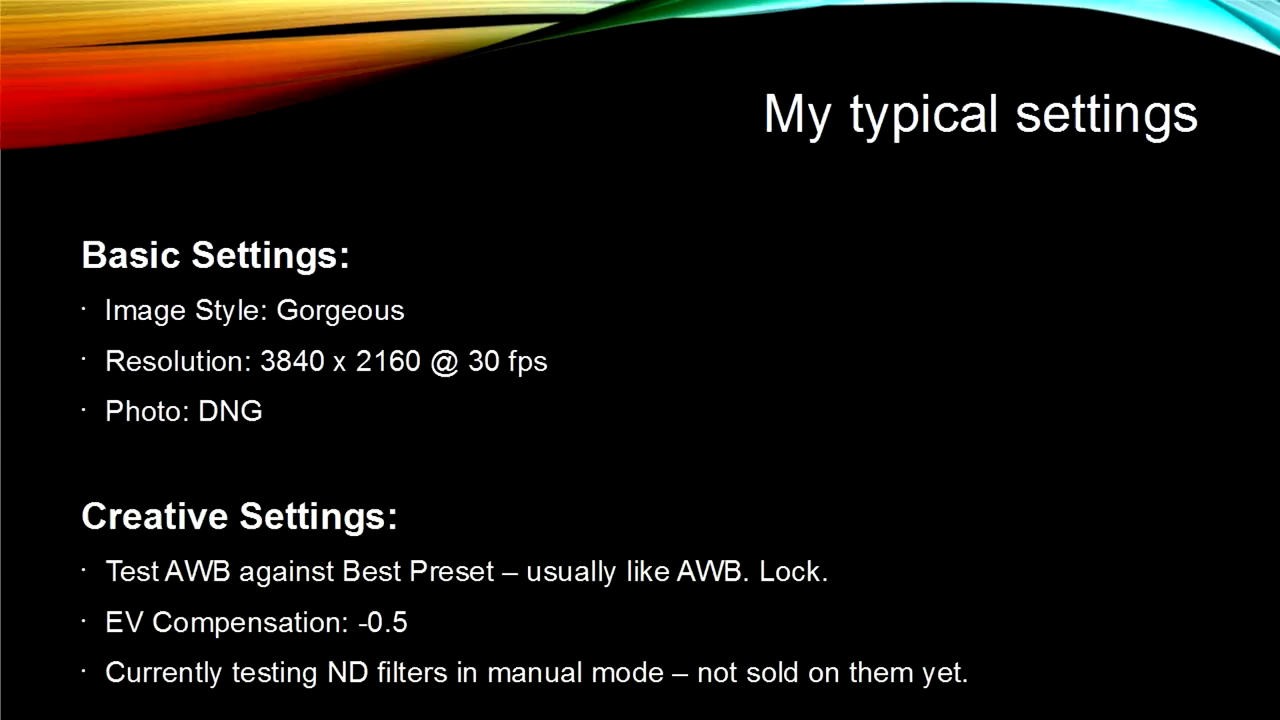 My typical settings
Basic Settings:
· Image Style: Gorgeous
· Resolution: 3840 x 2160 @ 30 fps
· Photo: DNG
Creative Settings:
· Test AWB against Best Preset – usually like AWB. Lock.
· EV Compensation: -0.5
· Currently testing ND filters in manual mode – not sold on them yet.